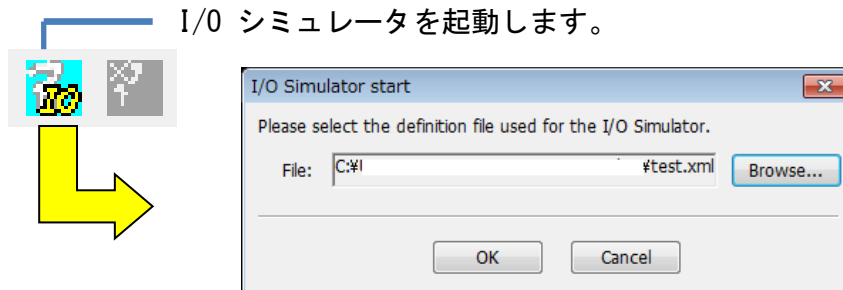 I/O シミュレータを起動します。
IO
I/O Simulator start
Please select the definition file used for the I/O Simulator.
File: C:¥ ¥test.xml Browse...
OK Cancel